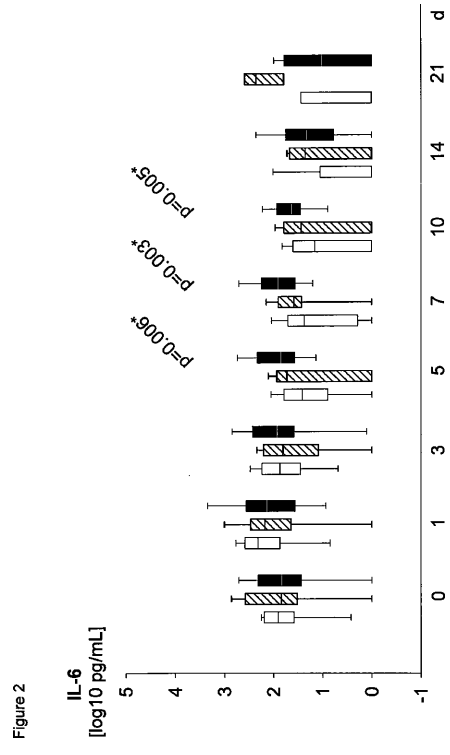 Figure 2
IL-6
[log10 pg/mL]
5
4
3
2
1
0
-1
p=0.006*
p=0.003*
p=0.005*
0 1 3 5 7 10 14 21 d